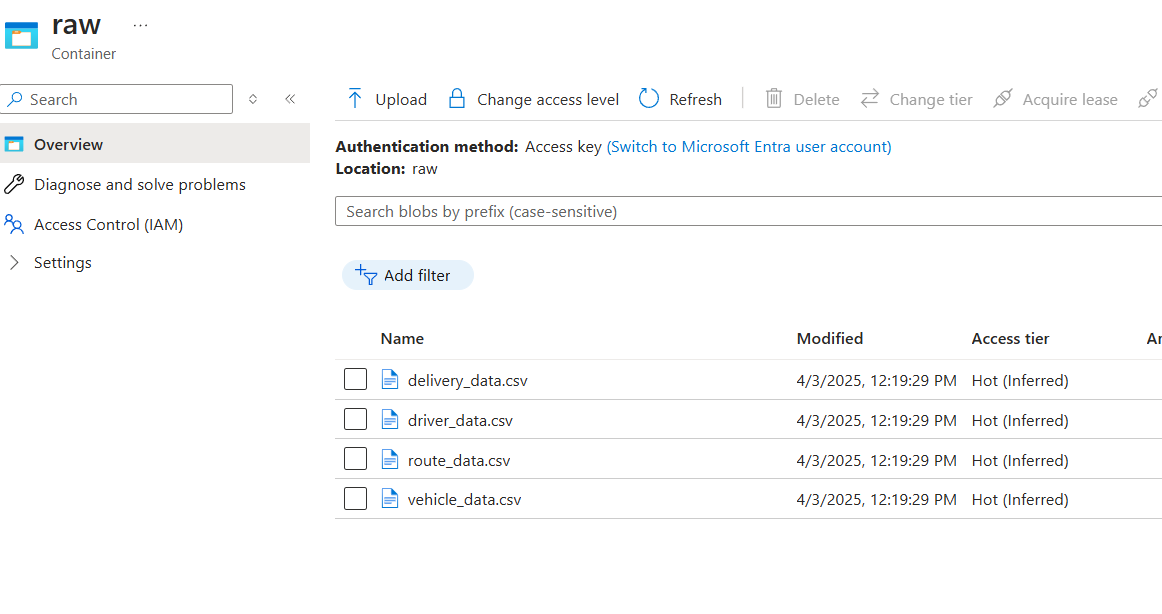 raw ...
Container
Search
Upload Change access level Refresh Delete Change tier Acquire lease
Overview
Diagnose and solve problems
Access Control (IAM)
Settings
Authentication method: Access key (Switch to Microsoft Entra user account)
Location: raw
Search blobs by prefix (case-sensitive)
Add filter
Name Modified Access tier
delivery_data.csv 4/3/2025, 12:19:29 PM Hot (Inferred)
driver_data.csv 4/3/2025, 12:19:29 PM Hot (Inferred)
route_data.csv 4/3/2025, 12:19:29 PM Hot (Inferred)
vehicle_data.csv 4/3/2025, 12:19:29 PM Hot (Inferred)